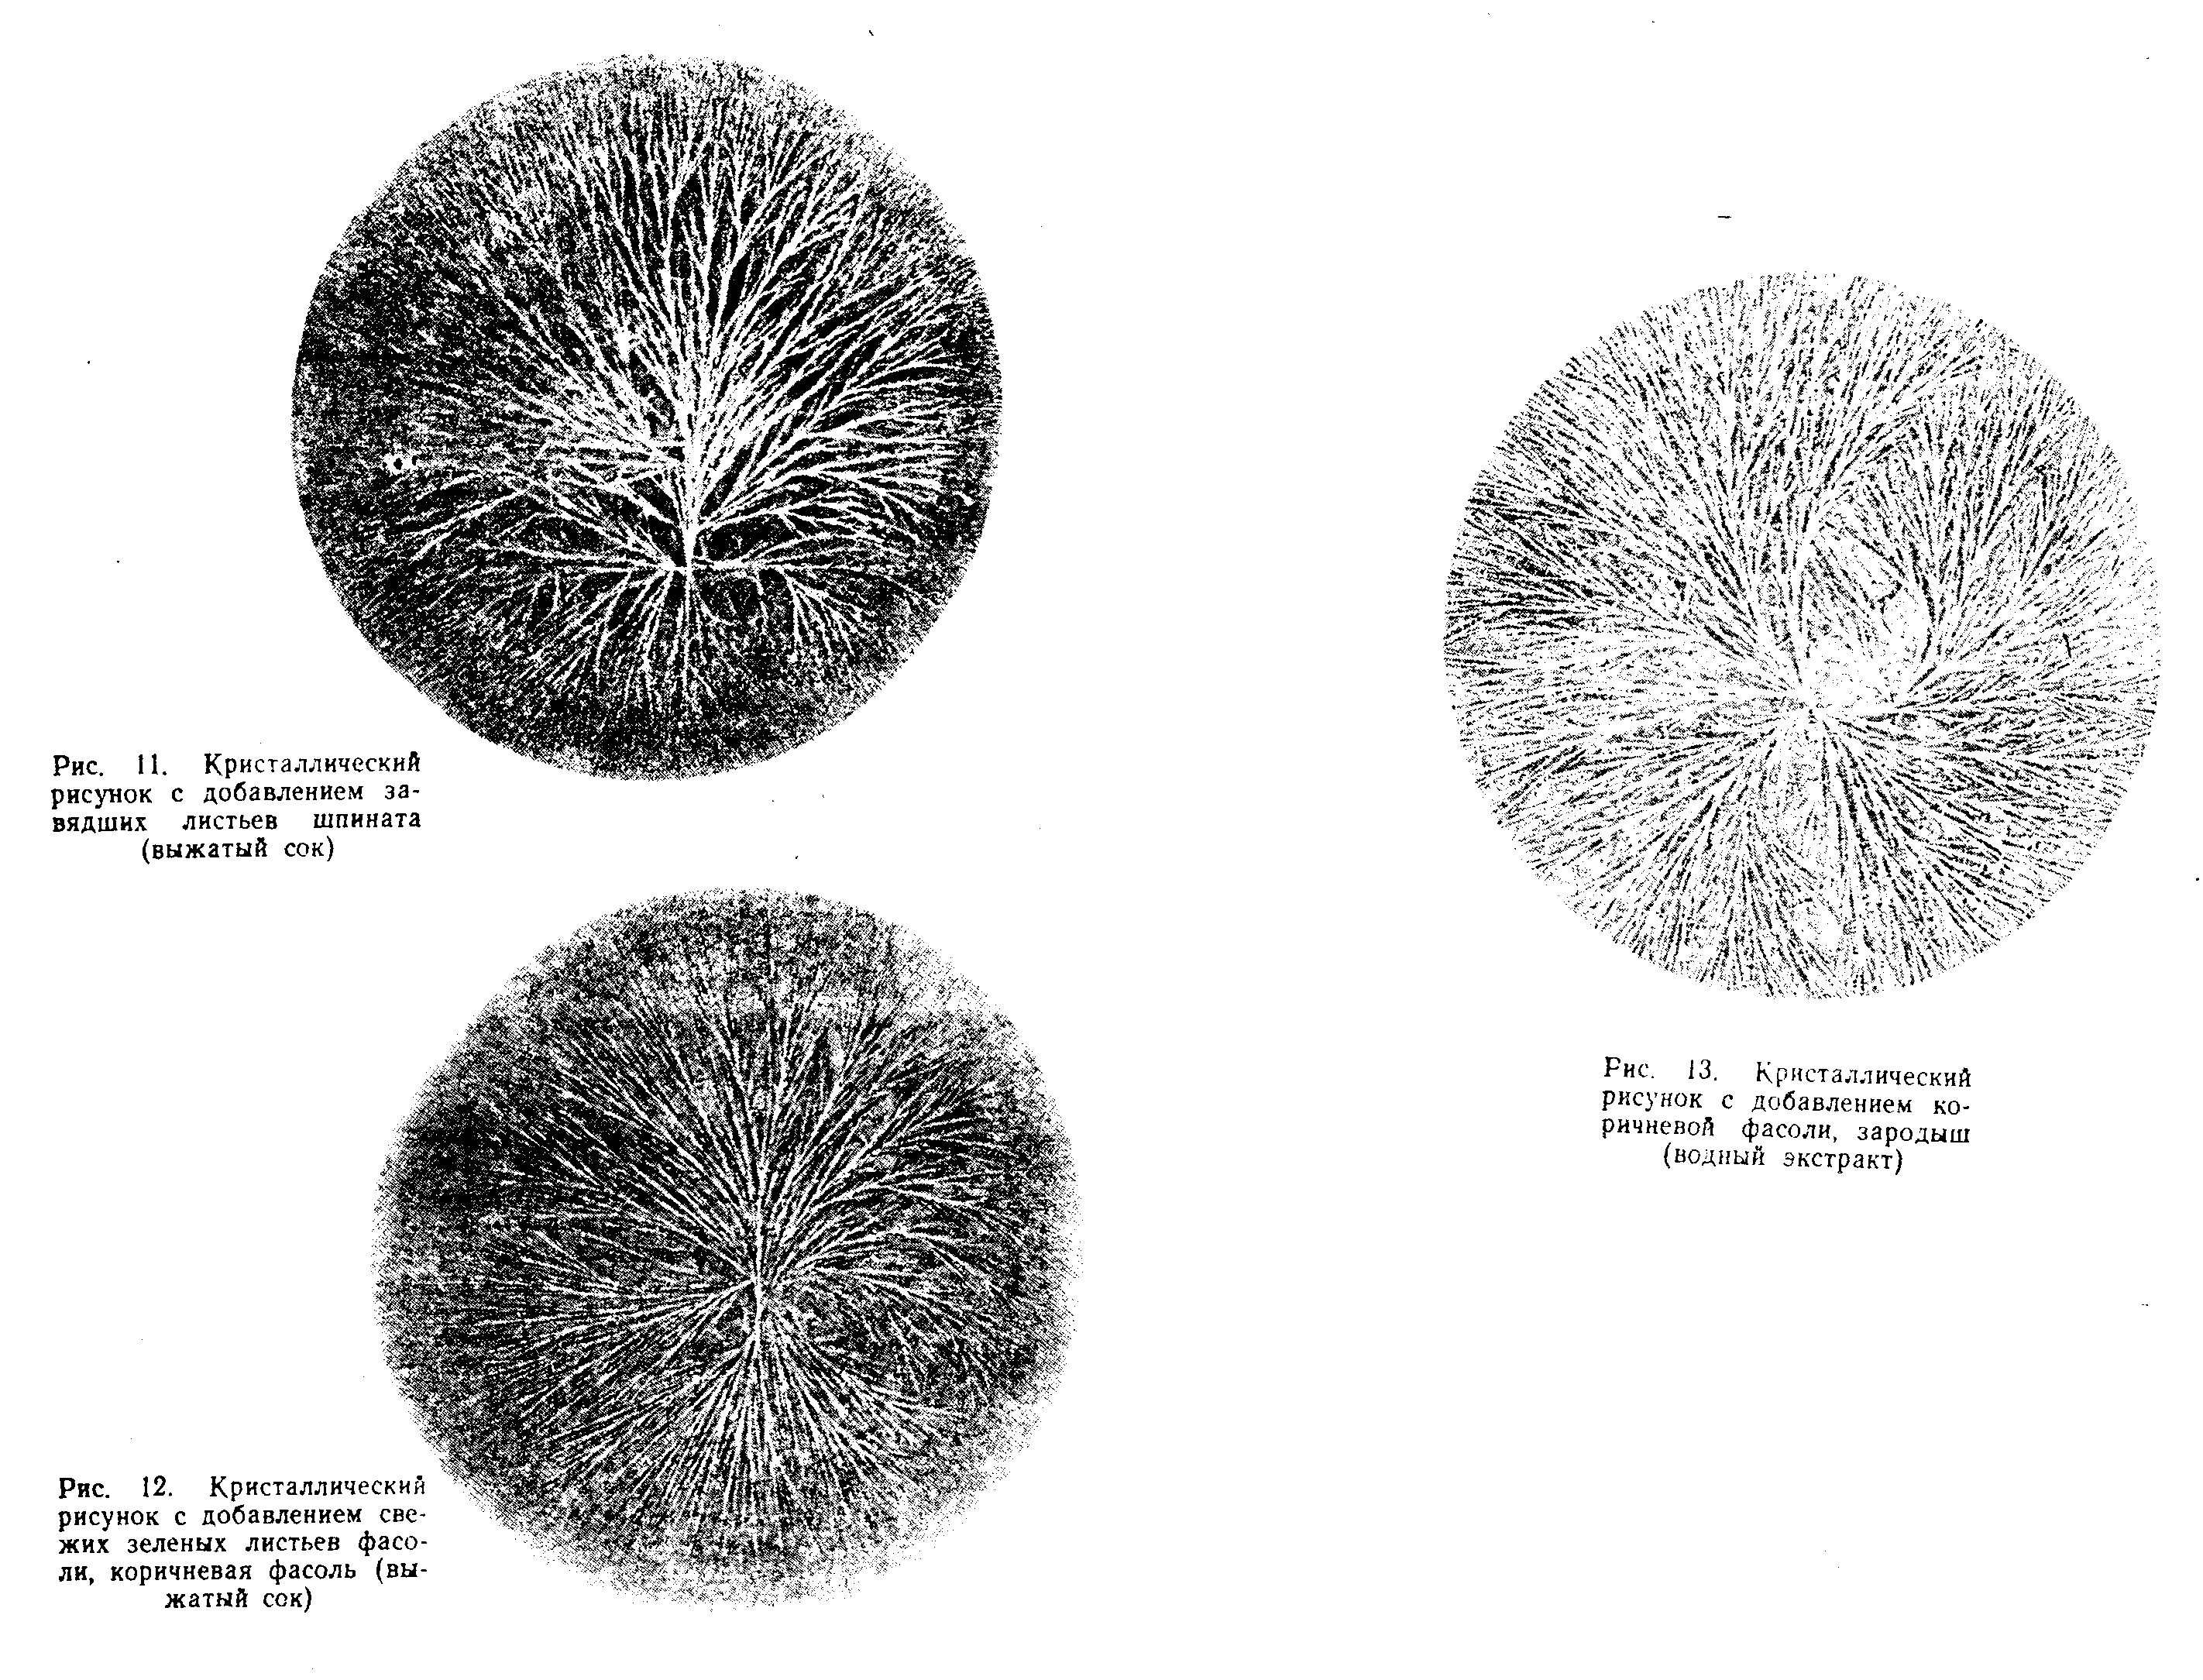 Рис. 11. Кристаллический
рисунок с добавлением за-
вядших листьев шпината
(выжатый сок)
Рис. 12. Кристаллический
рисунок с добавлением све-
жих зеленых листьев фасо-
ли, коричневая фасоль (вы-
жатый сок)
Рис. 13. Кристаллический
рисунок с добавлением ко-
ричневой фасоли, зародыш
(водный экстракт)